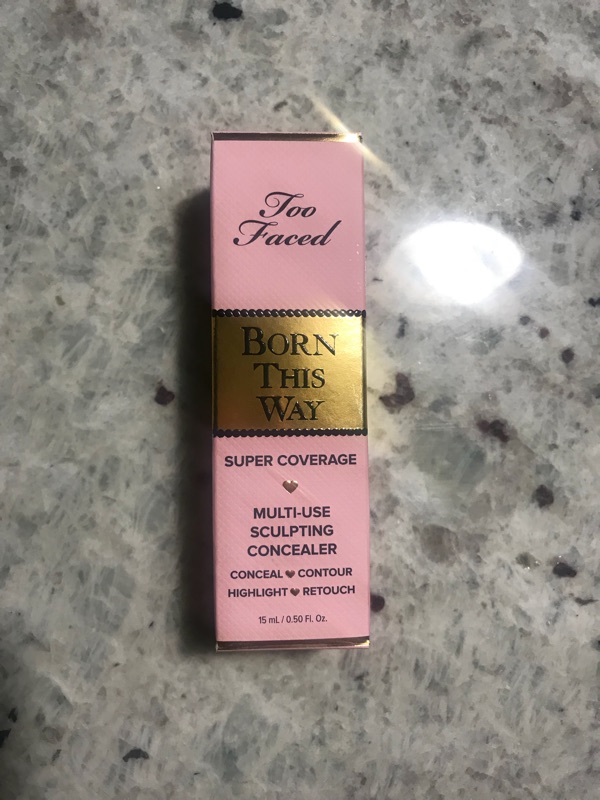 Too
Faced
BORN
THIS
WAY
SUPER COVERAGE
MULTI-USE
SCULPTING
CONCEALER
CONCEAL CONTOUR
HIGHLIGHT RETOUCH
15 mL / 0.50 Fl. Oz.